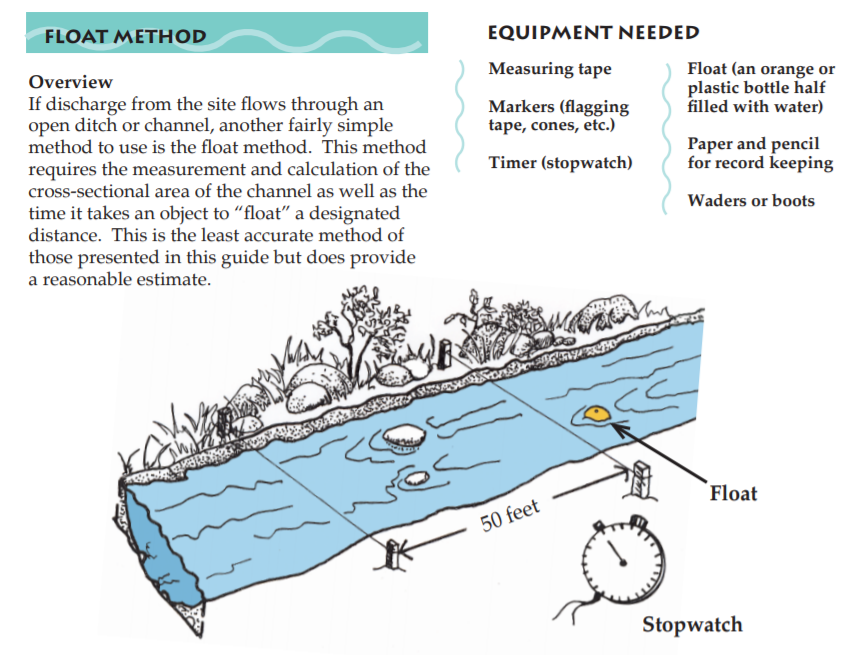 FLOAT METHOD
Overview
If discharge from the site flows through an
open ditch or channel, another fairly simple
method to use is the float method.  This method
requires the measurement and calculation of the
cross-sectional area of the channel as well as the
time it takes an object to “float” a designated
distance.  This is the least accurate method of
those presented in this guide but does provide
a reasonable estimate.
EQUIPMENT NEEDED
Measuring tape
Markers (flagging
tape, cones, etc.)
Timer (stopwatch)
Float (an orange or
plastic bottle half
filled with water)
Paper and pencil
for record keeping
Waders or boots
Float
50 feet
Stopwatch